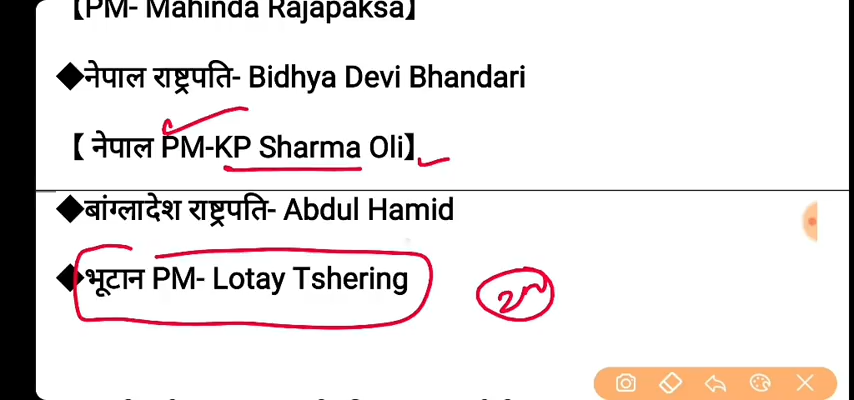 【PM- Mahinda Rajapaksa】
◆नेपाल राष्ट्रपति- Bidhya Devi Bhandari
【 नेपाल PM-KP Sharma Oli】
◆बांग्लादेश राष्ट्रपति- Abdul Hamid
◆भूटान PM- Lotay Tshering